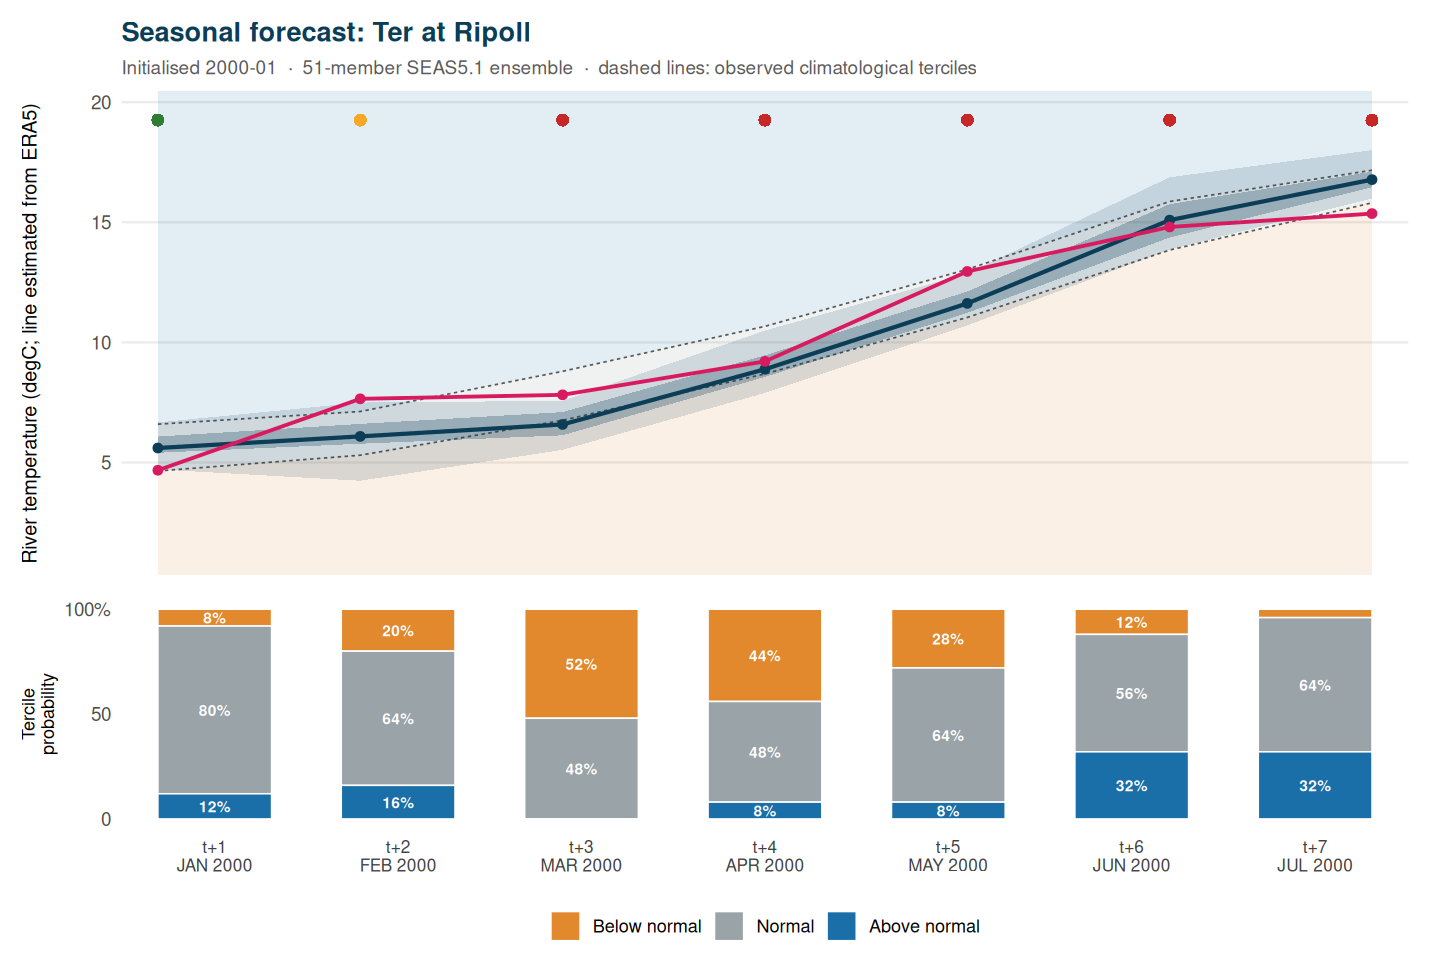 Seasonal forecast: Ter at Ripoll
Initialised 2000-01 · 51-member SEAS5.1 ensemble · dashed lines: observed climatological terciles
River temperature (degC; line estimated from ERA5)
20
15
10
5
Tercile
probability
100%
50
0
8%
80%
12%
20%
64%
16%
52%
48%
44%
48%
8%
28%
64%
8%
12%
56%
32%
64%
32%
t+1
JAN 2000
t+2
FEB 2000
t+3
MAR 2000
t+4
APR 2000
t+5
MAY 2000
t+6
JUN 2000
t+7
JUL 2000
Below normal
Normal
Above normal